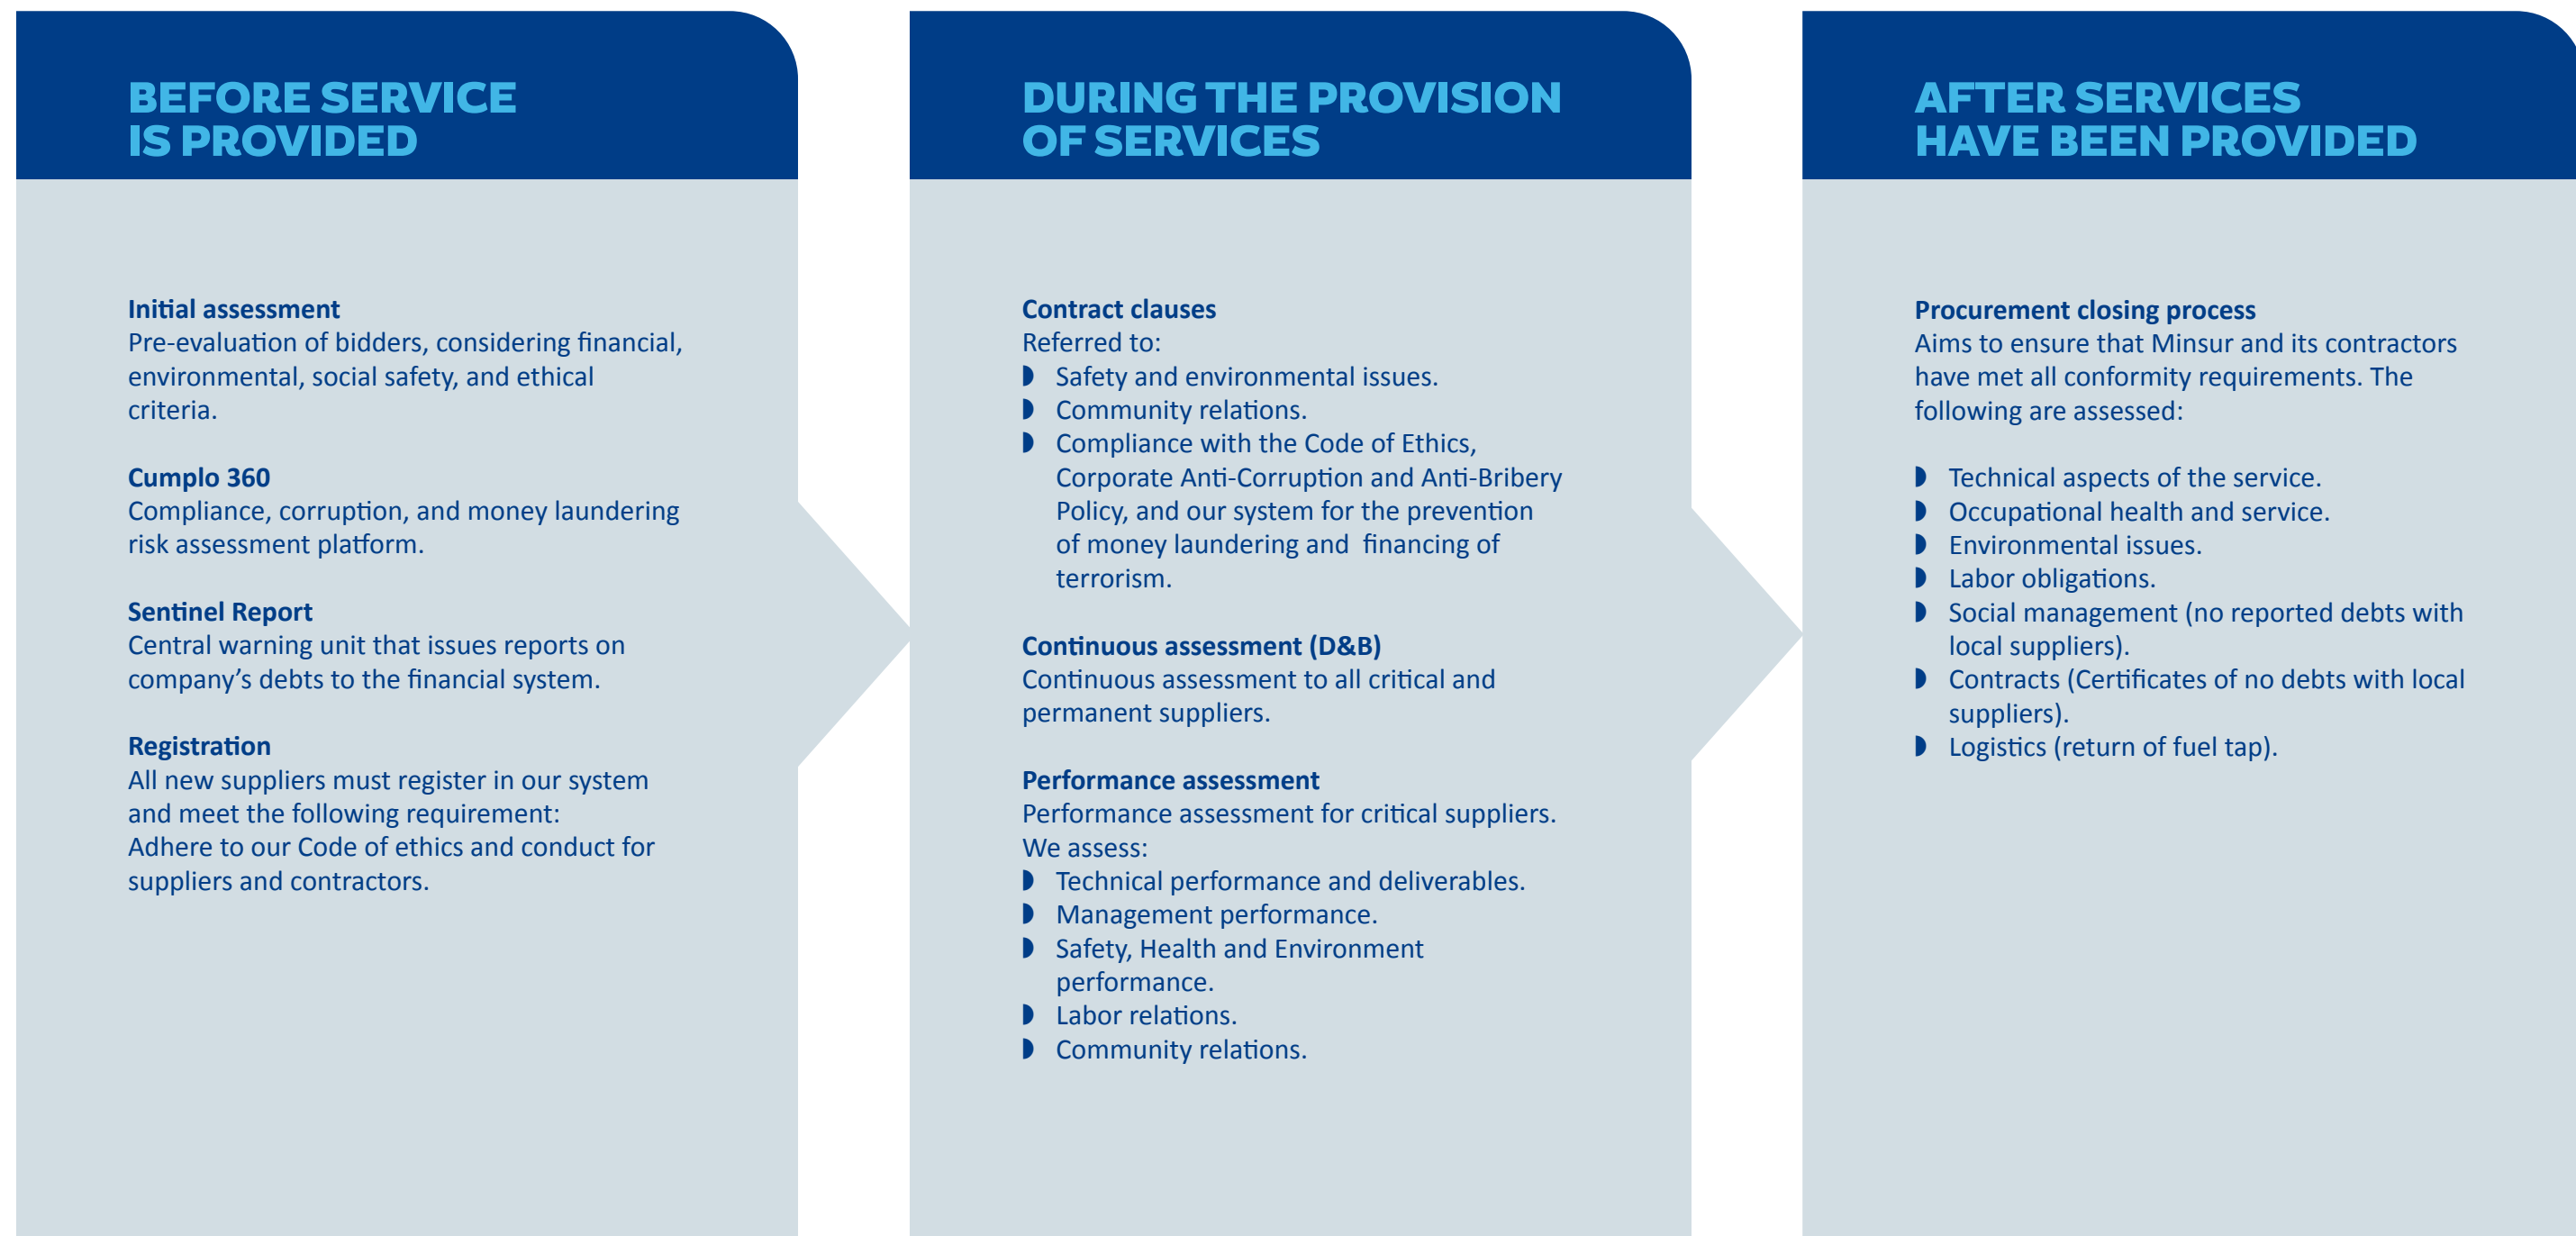 BEFORE SERVICE
IS PROVIDED
Initial assessment
Pre-evaluation of bidders, considering financial,
environmental, social safety, and ethical
criteria.
Cumplo 360
Compliance, corruption, and money laundering
risk assessment platform.
Sentinel Report
Central warning unit that issues reports on
company’s debts to the financial system.
Registration
All new suppliers must register in our system
and meet the following requirement:
Adhere to our Code of ethics and conduct for
suppliers and contractors.
DURING THE PROVISION
OF SERVICES
Contract clauses
Referred to:
Safety and environmental issues.
Community relations.
Compliance with the Code of Ethics,
Corporate Anti-Corruption and Anti-Bribery
Policy, and our system for the prevention
of money laundering and financing of
terrorism.
Continuous assessment (D&B)
Continuous assessment to all critical and
permanent suppliers.
Performance assessment
Performance assessment for critical suppliers.
We assess:
Technical performance and deliverables.
Management performance.
Safety, Health and Environment
performance.
Labor relations.
Community relations.
AFTER SERVICES
HAVE BEEN PROVIDED
Procurement closing process
Aims to ensure that Minsur and its contractors
have met all conformity requirements. The
following are assessed:
Technical aspects of the service.
Occupational health and service.
Environmental issues.
Labor obligations.
Social management (no reported debts with
local suppliers).
Contracts (Certificates of no debts with local
suppliers).
Logistics (return of fuel tap).